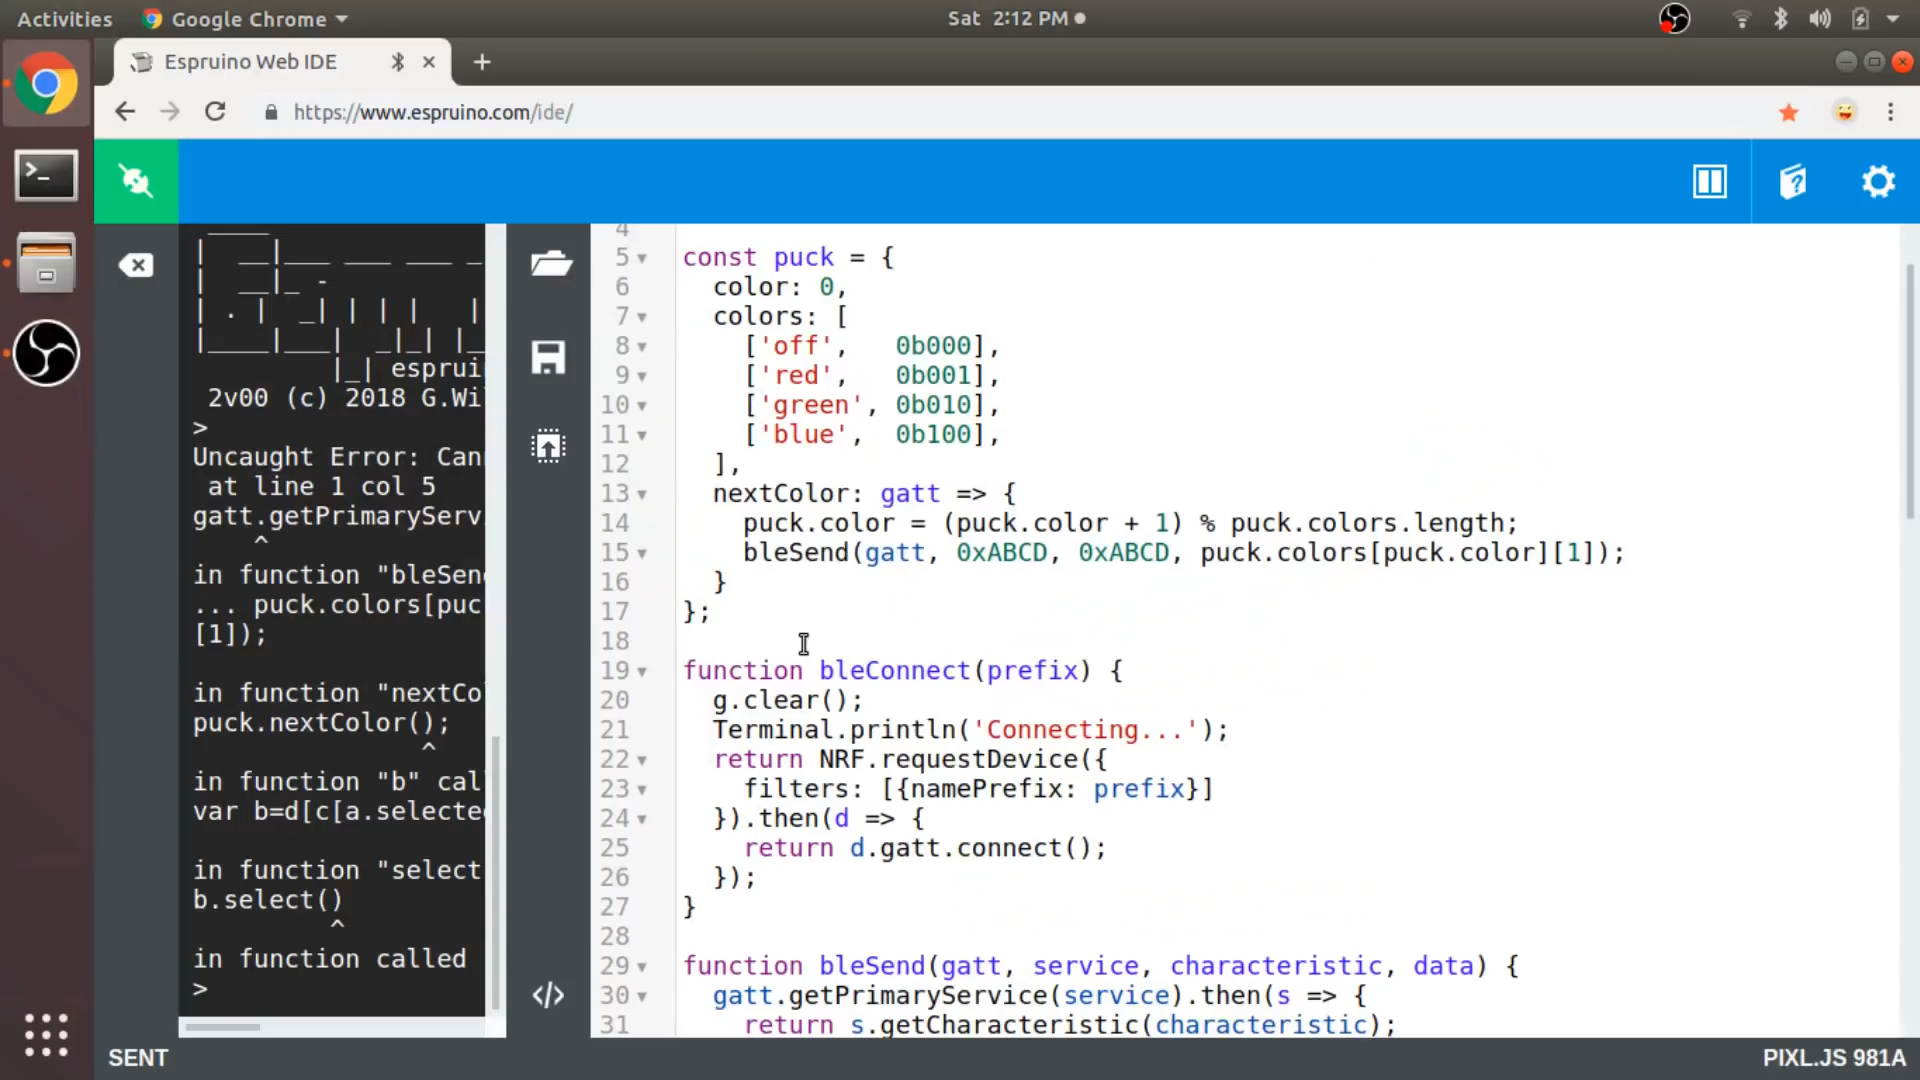 Activities
Google Chrome
Sat 2:12 PM
Espruino Web IDE
https://www.espruino.com/ide/
|_| espruin
2v00 (c) 2018 G.Wi
>
Uncaught Error: Can
at line 1 col 5
gatt.getPrimaryServ
^
in function "bleSen
... puck.colors[puc
[1]);
in function "nextCo
puck.nextColor();
^
in function "b" cal
var b=d[c[a.selecte
in function "select
b.select()
^
in function called
>
4
5 const puck = {
6 color: 0,
7 colors: [
8 ['off', 0b000],
9 ['red', 0b001],
10 ['green', 0b010],
11 ['blue', 0b100],
12 ],
13 nextColor: gatt => {
14 puck.color = (puck.color + 1) % puck.colors.length;
15 bleSend(gatt, 0xABCD, 0xABCD, puck.colors[puck.color][1]);
16 }
17 };
18
19 function bleConnect(prefix) {
20 g.clear();
21 Terminal.println('Connecting...');
22 return NRF.requestDevice({
23 filters: [{namePrefix: prefix}]
24 }).then(d => {
25 return d.gatt.connect();
26 });
27 }
28
29 function bleSend(gatt, service, characteristic, data) {
30 gatt.getPrimaryService(service).then(s => {
31 return s.getCharacteristic(characteristic);
SENT
PIXL.JS 981A